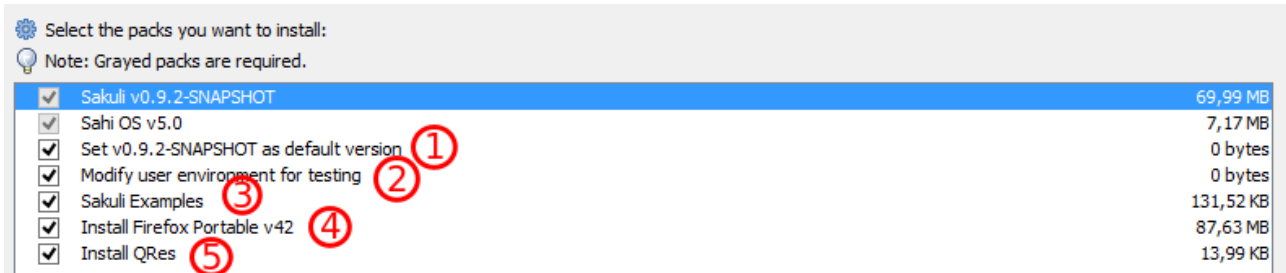 Select the packs you want to install:
Note: Grayed packs are required.
Sakuli v0.9.2-SNAPSHOT 69,99 MB
Sahi OS v5.0 7,17 MB
Set v0.9.2-SNAPSHOT as default version 1 0 bytes
Modify user environment for testing 2 0 bytes
Sakuli Examples 3 131,52 KB
Install Firefox Portable v42 4 87,63 MB
Install QRes 5 13,99 KB